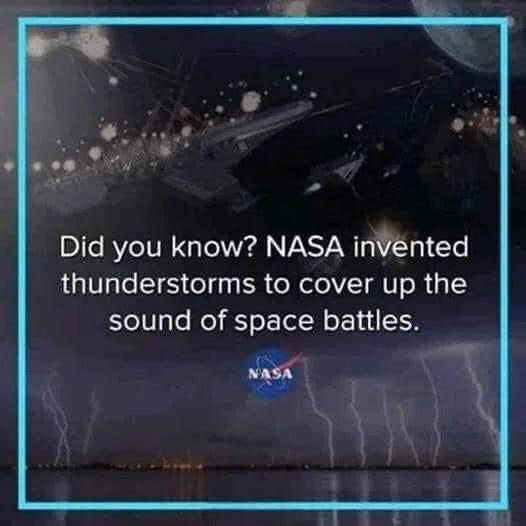 Did you know? NASA invented
thunderstorms to cover up the
sound of space battles.
NASA